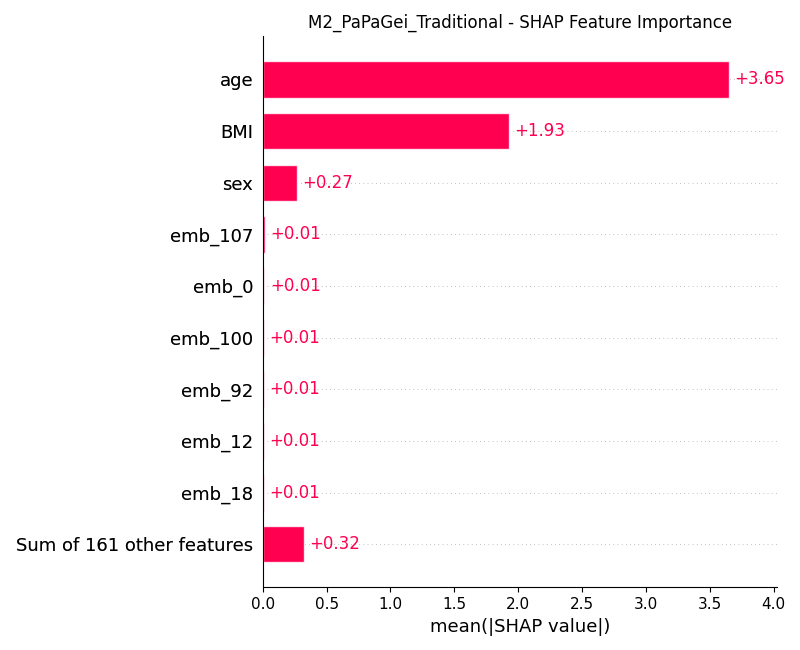 M2_PaPaGei_Traditional - SHAP Feature Importance
age +3.65
BMI +1.93
sex +0.27
emb_107 +0.01
emb_0 +0.01
emb_100 +0.01
emb_92 +0.01
emb_12 +0.01
emb_18 +0.01
Sum of 161 other features +0.32
0.0 0.5 1.0 1.5 2.0 2.5 3.0 3.5 4.0
mean(|SHAP value|)